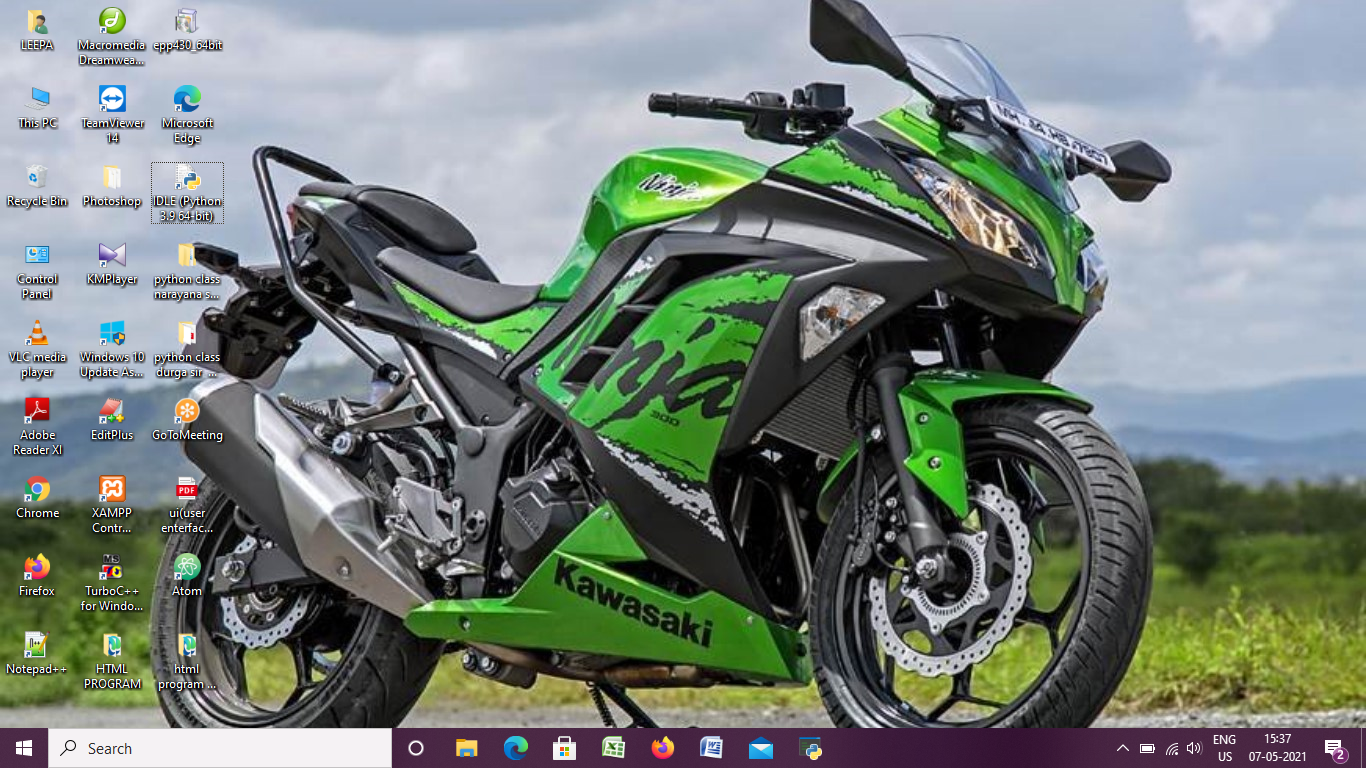 LEEPA
Macromedia
Dreamwea...
epp430_64bit
This PC
TeamViewer
14
Microsoft
Edge
Recycle Bin
Photoshop
IDLE (Python
3.9 64-bit)
Control
Panel
KMPlayer
python class
narayana s...
VLC media
player
Windows 10
Update As...
python class
durga sir ...
Adobe
Reader XI
EditPlus
GoToMeeting
Chrome
XAMPP
Contr...
PDF
ui(user
enterfac...
Firefox
TurboC++
for Windo...
Atom
Notepad++
HTML
PROGRAM
html
program ...
Ninja
Ninja
300
Kawasaki
Search
ENG
US
15:37
07-05-2021
2